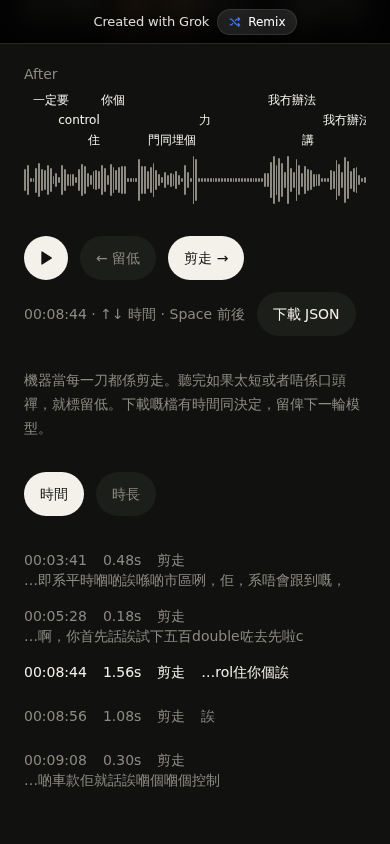 Created with Grok Remix
After
一定要 你個 我冇辦法
control 力 我冇辦法
住 門同埋個 講
← 留低 剪走 →
00:08:44 · ↑↓ 時間 · Space 前後 下載 JSON
機器當每一刀都係剪走。聽完如果太短或者唔係口頭
禪，就標留低。下載嘅檔有時間同決定，留俾下一輪模
型。
時間 時長
00:03:41 0.48s 剪走
…即系平時嗰啲誒喺啲市區咧，佢，系唔會跟到嘅，
00:05:28 0.18s 剪走
…啊，你首先話誒試下五百double咗去先啦c
00:08:44 1.56s 剪走 …rol住你個誒
00:08:56 1.08s 剪走 誒
00:09:08 0.30s 剪走
…啲車款佢就話誒嗰個嗰個控制